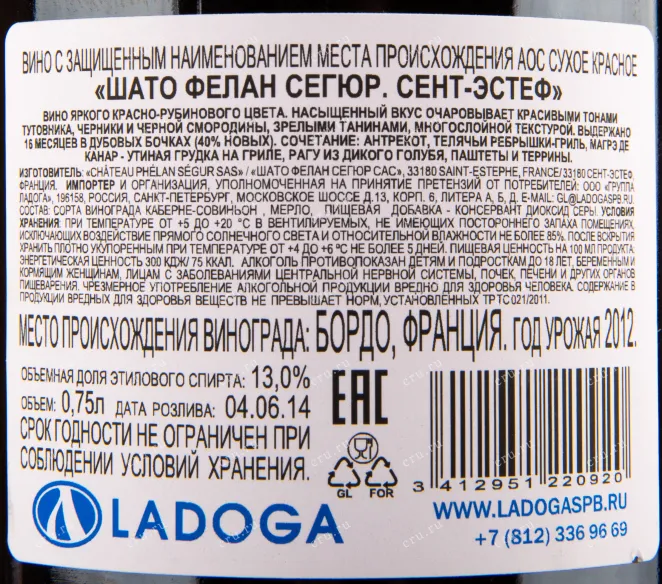 ВИНО С ЗАЩИЩЕННЫМ НАИМЕНОВАНИЕМ МЕСТА ПРОИСХОЖДЕНИЯ АОС СУХОЕ КРАСНОЕ
«ШАТО ФЕЛАН СЕГЮР. СЕНТ-ЭСТЕФ»
ВИНО ЯРКОГО КРАСНО-РУБИНОВОГО ЦВЕТА. НАСЫЩЕННЫЙ ВКУС ОЧАРОВЫВАЕТ КРАСИВЫМИ ТОНАМИ
ТУТОВНИКА, ЧЕРНИКИ И ЧЕРНОЙ СМОРОДИНЫ, ЗРЕЛЫМИ ТАНИНАМИ, МНОГОСЛОЙНОЙ ТЕКСТУРОЙ. ВЫДЕРЖАНО
16 МЕСЯЦЕВ В ДУБОВЫХ БОЧКАХ (40% НОВЫХ). СОЧЕТАНИЕ: АНТРЕКОТ, ТЕЛЯЧЬИ РЕБРЫШКИ-ГРИЛЬ, МАГРЭ ДЕ
КАНАР - УТИНАЯ ГРУДКА НА ГРИЛЕ, РАГУ ИЗ ДИКОГО ГОЛУБЯ, ПАШТЕТЫ И ТЕРРИНЫ.
ИЗГОТОВИТЕЛЬ: «CHÂTEAU PHÉLAN SÉGUR SAS» / «ШАТО ФЕЛАН СЕГЮР САС», 33180 SAINT-ESTEPHE, FRANCE/ 33180 СЕНТ-ЭСТЕФ,
ФРАНЦИЯ. ИМПОРТЕР И ОРГАНИЗАЦИЯ, УПОЛНОМОЧЕННАЯ НА ПРИНЯТИЕ ПРЕТЕНЗИЙ ОТ ПОТРЕБИТЕЛЕЙ: ООО «ГРУППА
ЛАДОГА», 196158, РОССИЯ, САНКТ-ПЕТЕРБУРГ, МОСКОВСКОЕ ШОССЕ Д.13, КОРП. 6, ЛИТЕРА А, Б, Д. E-MAIL: GL@LADOGASPB.RU.
СОСТАВ: СОРТА ВИНОГРАДА КАБЕРНЕ-СОВИНЬОН , МЕРЛО, ПИЩЕВАЯ ДОБАВКА - КОНСЕРВАНТ ДИОКСИД СЕРЫ. УСЛОВИЯ
ХРАНЕНИЯ: ПРИ ТЕМПЕРАТУРЕ ОТ +5 ДО +20 °С В ВЕНТИЛИРУЕМЫХ, НЕ ИМЕЮЩИХ ПОСТОРОННЕГО ЗАПАХА ПОМЕЩЕНИЯХ,
ИСКЛЮЧАЮЩИХ ВОЗДЕЙСТВИЕ ПРЯМОГО СОЛНЕЧНОГО СВЕТА И ОТНОСИТЕЛЬНОЙ ВЛАЖНОСТИ НЕ БОЛЕЕ 85%. ПОСЛЕ ВСКРЫТИЯ
ХРАНИТЬ ПЛОТНО УКУПОРЕННЫМ ПРИ ТЕМПЕРАТУРЕ ОТ +4 ДО +6 °С НЕ БОЛЕЕ 5 ДНЕЙ. ПИЩЕВАЯ ЦЕННОСТЬ НА 100 МЛ ПРОДУКТА
ЭНЕРГЕТИЧЕСКАЯ ЦЕННОСТЬ 300 КДЖ/ 75 ККАЛ. АЛКОГОЛЬ ПРОТИВОПОКАЗАН ДЕТЯМ И ПОДРОСТКАМ ДО 18 ЛЕТ, БЕРЕМЕННЫМ И
КОРМЯЩИМ ЖЕНЩИНАМ, ЛИЦАМ С ЗАБОЛЕВАНИЯМИ ЦЕНТРАЛЬНОЙ НЕРВНОЙ СИСТЕМЫ, ПОЧЕК, ПЕЧЕНИ И ДРУГИХ ОРГАНОВ
ПИЩЕВАРЕНИЯ. ЧРЕЗМЕРНОЕ УПОТРЕБЛЕНИЕ АЛКОГОЛЬНОЙ ПРОДУКЦИИ ВРЕДНО ДЛЯ ЗДОРОВЬЯ ЧЕЛОВЕКА. СОДЕРЖАНИЕ В
ПРОДУКЦИИ ВРЕДНЫХ ДЛЯ ЗДОРОВЬЯ ВЕЩЕСТВ НЕ ПРЕВЫШАЕТ НОРМ, УСТАНОВЛЕННЫХ ТР ТС 021/2011.
МЕСТО ПРОИСХОЖДЕНИЯ ВИНОГРАДА: БОРДО, ФРАНЦИЯ. ГОД УРОЖАЯ 2012.
ОБЪЕМНАЯ ДОЛЯ ЭТИЛОВОГО СПИРТА: 13,0%
ОБЪЕМ: 0,75Л ДАТА РОЗЛИВА: 04.06.14
СРОК ГОДНОСТИ НЕ ОГРАНИЧЕН ПРИ
СОБЛЮДЕНИИ УСЛОВИЙ ХРАНЕНИЯ.
ЕАС
GL FOR
3 412951 220920
LADOGA
WWW.LADOGASPB.RU
+7 (812) 336 96 69
cru.ru